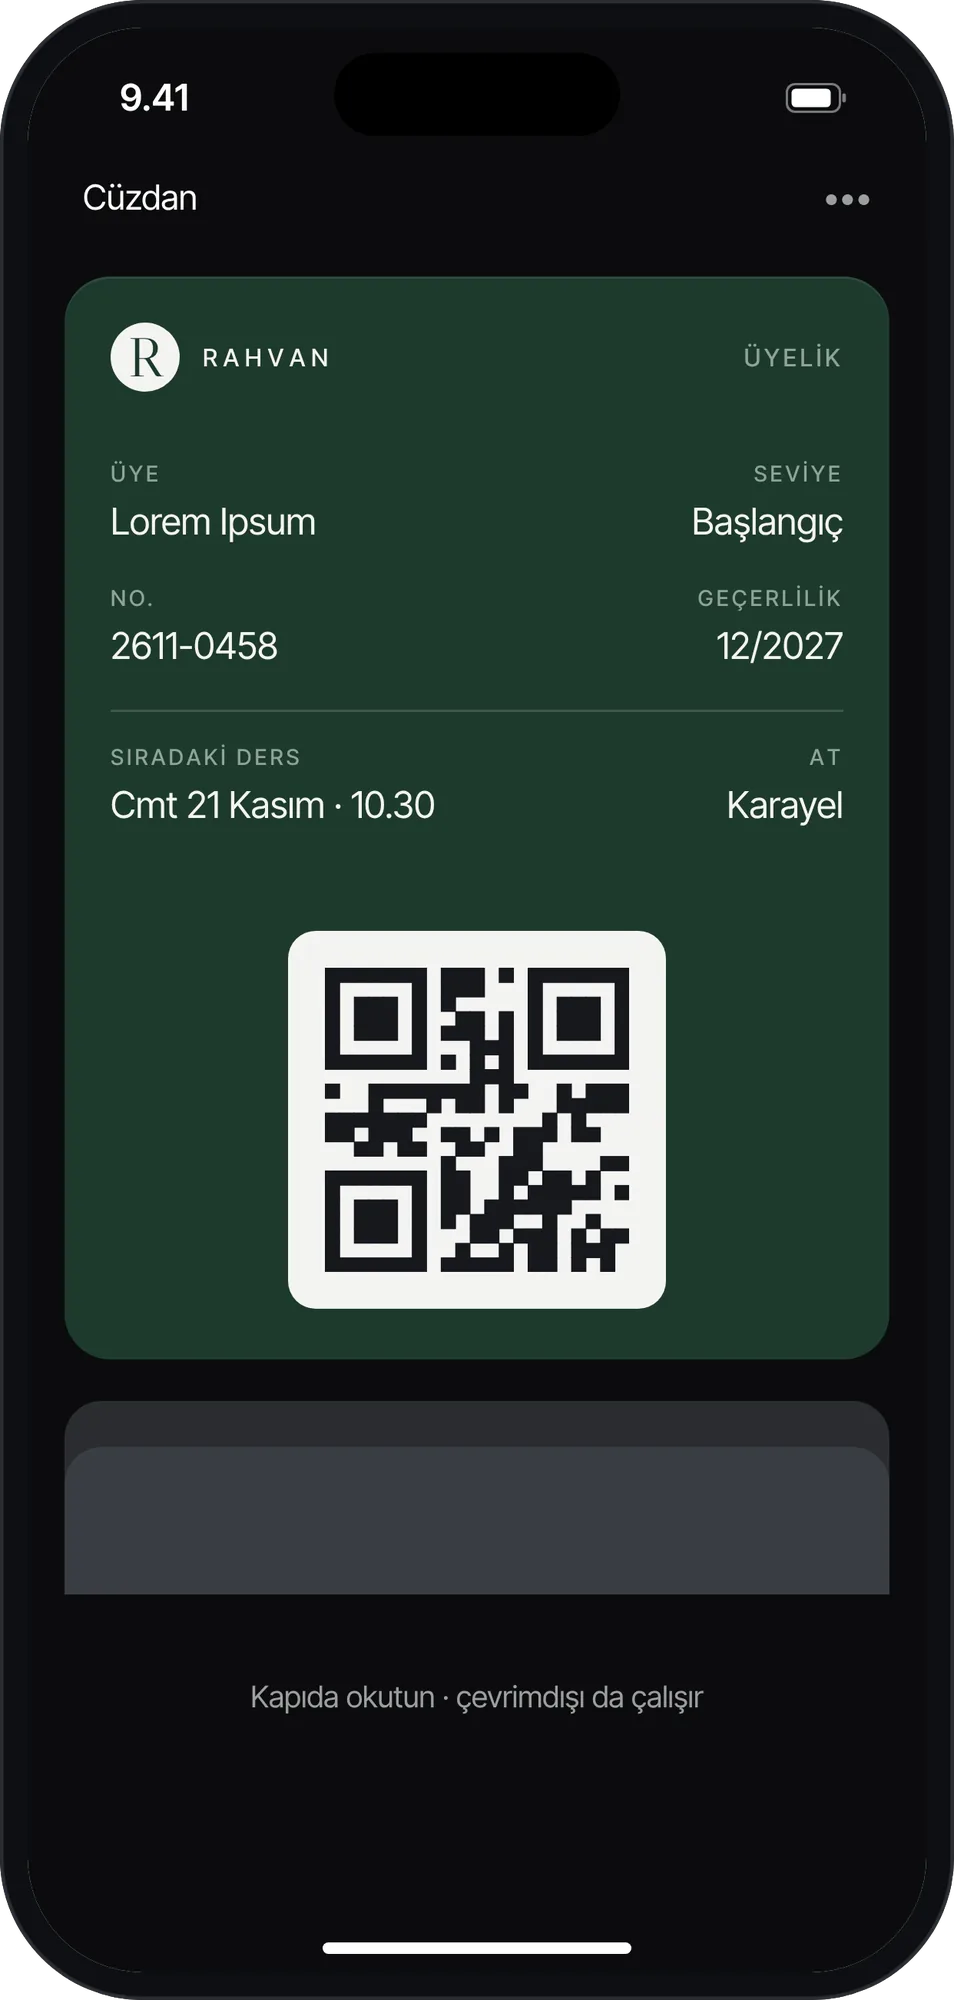 9.41
Cüzdan
R RAHVAN ÜYELİK
ÜYE SEVİYE
Lorem Ipsum Başlangıç
NO. GEÇERLİLİK
2611-0458 12/2027
SIRADAKİ DERS AT
Cmt 21 Kasım · 10.30 Karayel
Kapıda okutun · çevrimdışı da çalışır